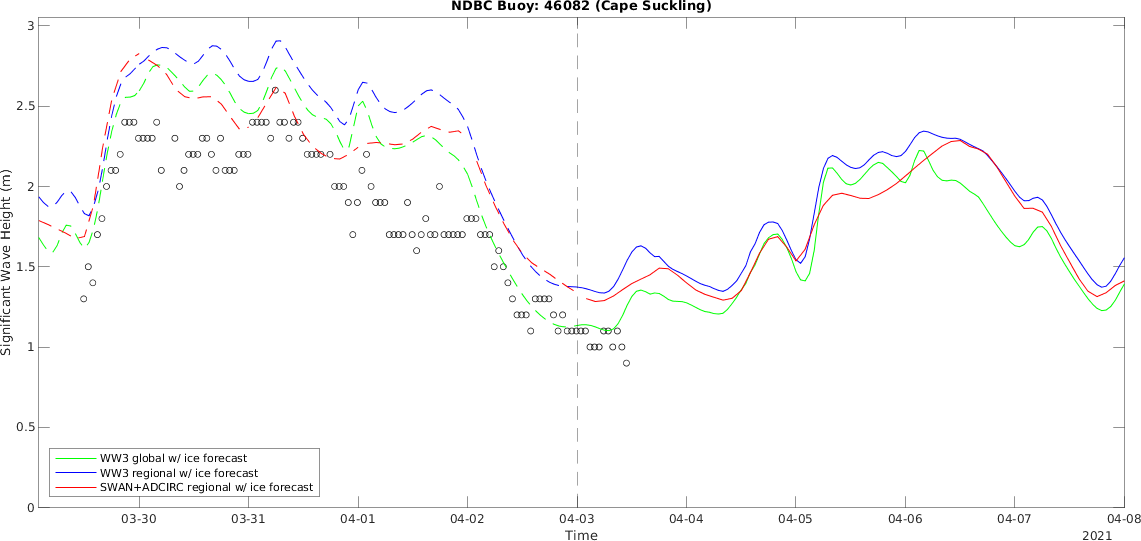 NDBC Buoy: 46082 (Cape Suckling)
3
2.5
2
1.5
1
0.5
0
Significant Wave Height (m)
WW3 global w/ ice forecast
WW3 regional w/ ice forecast
SWAN+ADCIRC regional w/ ice forecast
03-30 03-31 04-01 04-02 04-03 04-04 04-05 04-06 04-07 04-08
Time
2021